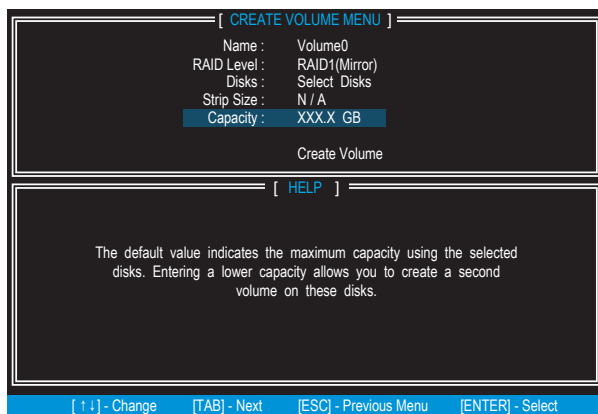 [ CREATE VOLUME MENU ]
Name : Volume0
RAID Level : RAID1(Mirror)
Disks : Select Disks
Strip Size : N / A
Capacity : XXX.X GB
Create Volume
[ HELP ]
The default value indicates the maximum capacity using the selected
disks. Entering a lower capacity allows you to create a second
volume on these disks.
[ ↑↓] - Change [TAB] - Next [ESC] - Previous Menu [ENTER] - Select